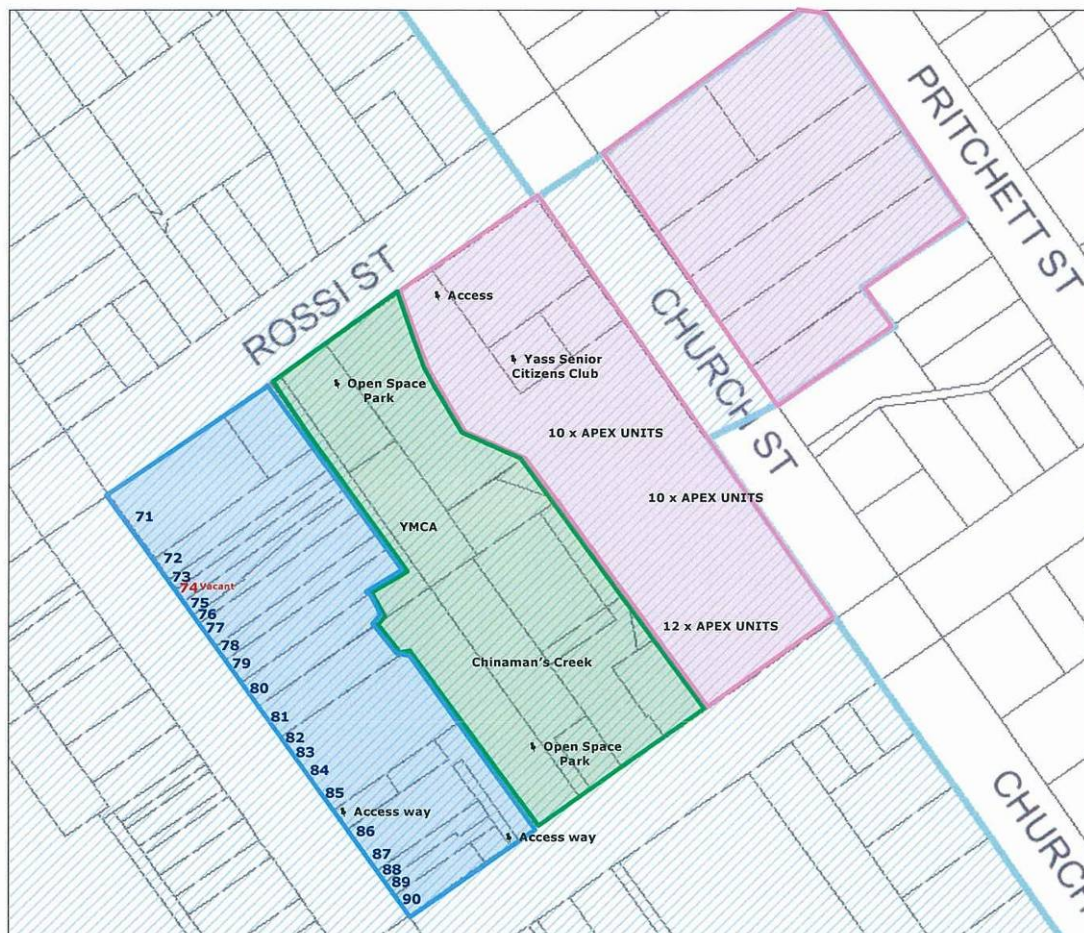 PRITCHETT ST
ROSSI ST
Access
CHURCH ST
Yass Senior
Citizens Club
Open Space
Park
10 x APEX UNITS
10 x APEX UNITS
71
YMCA
72
73
74 Vacant
75
76
77
12 x APEX UNITS
78
79
Chinaman's Creek
80
81
82
Open Space
Park
83
84
85
Access way
86
Access way
87
88
89
90
CHURCH